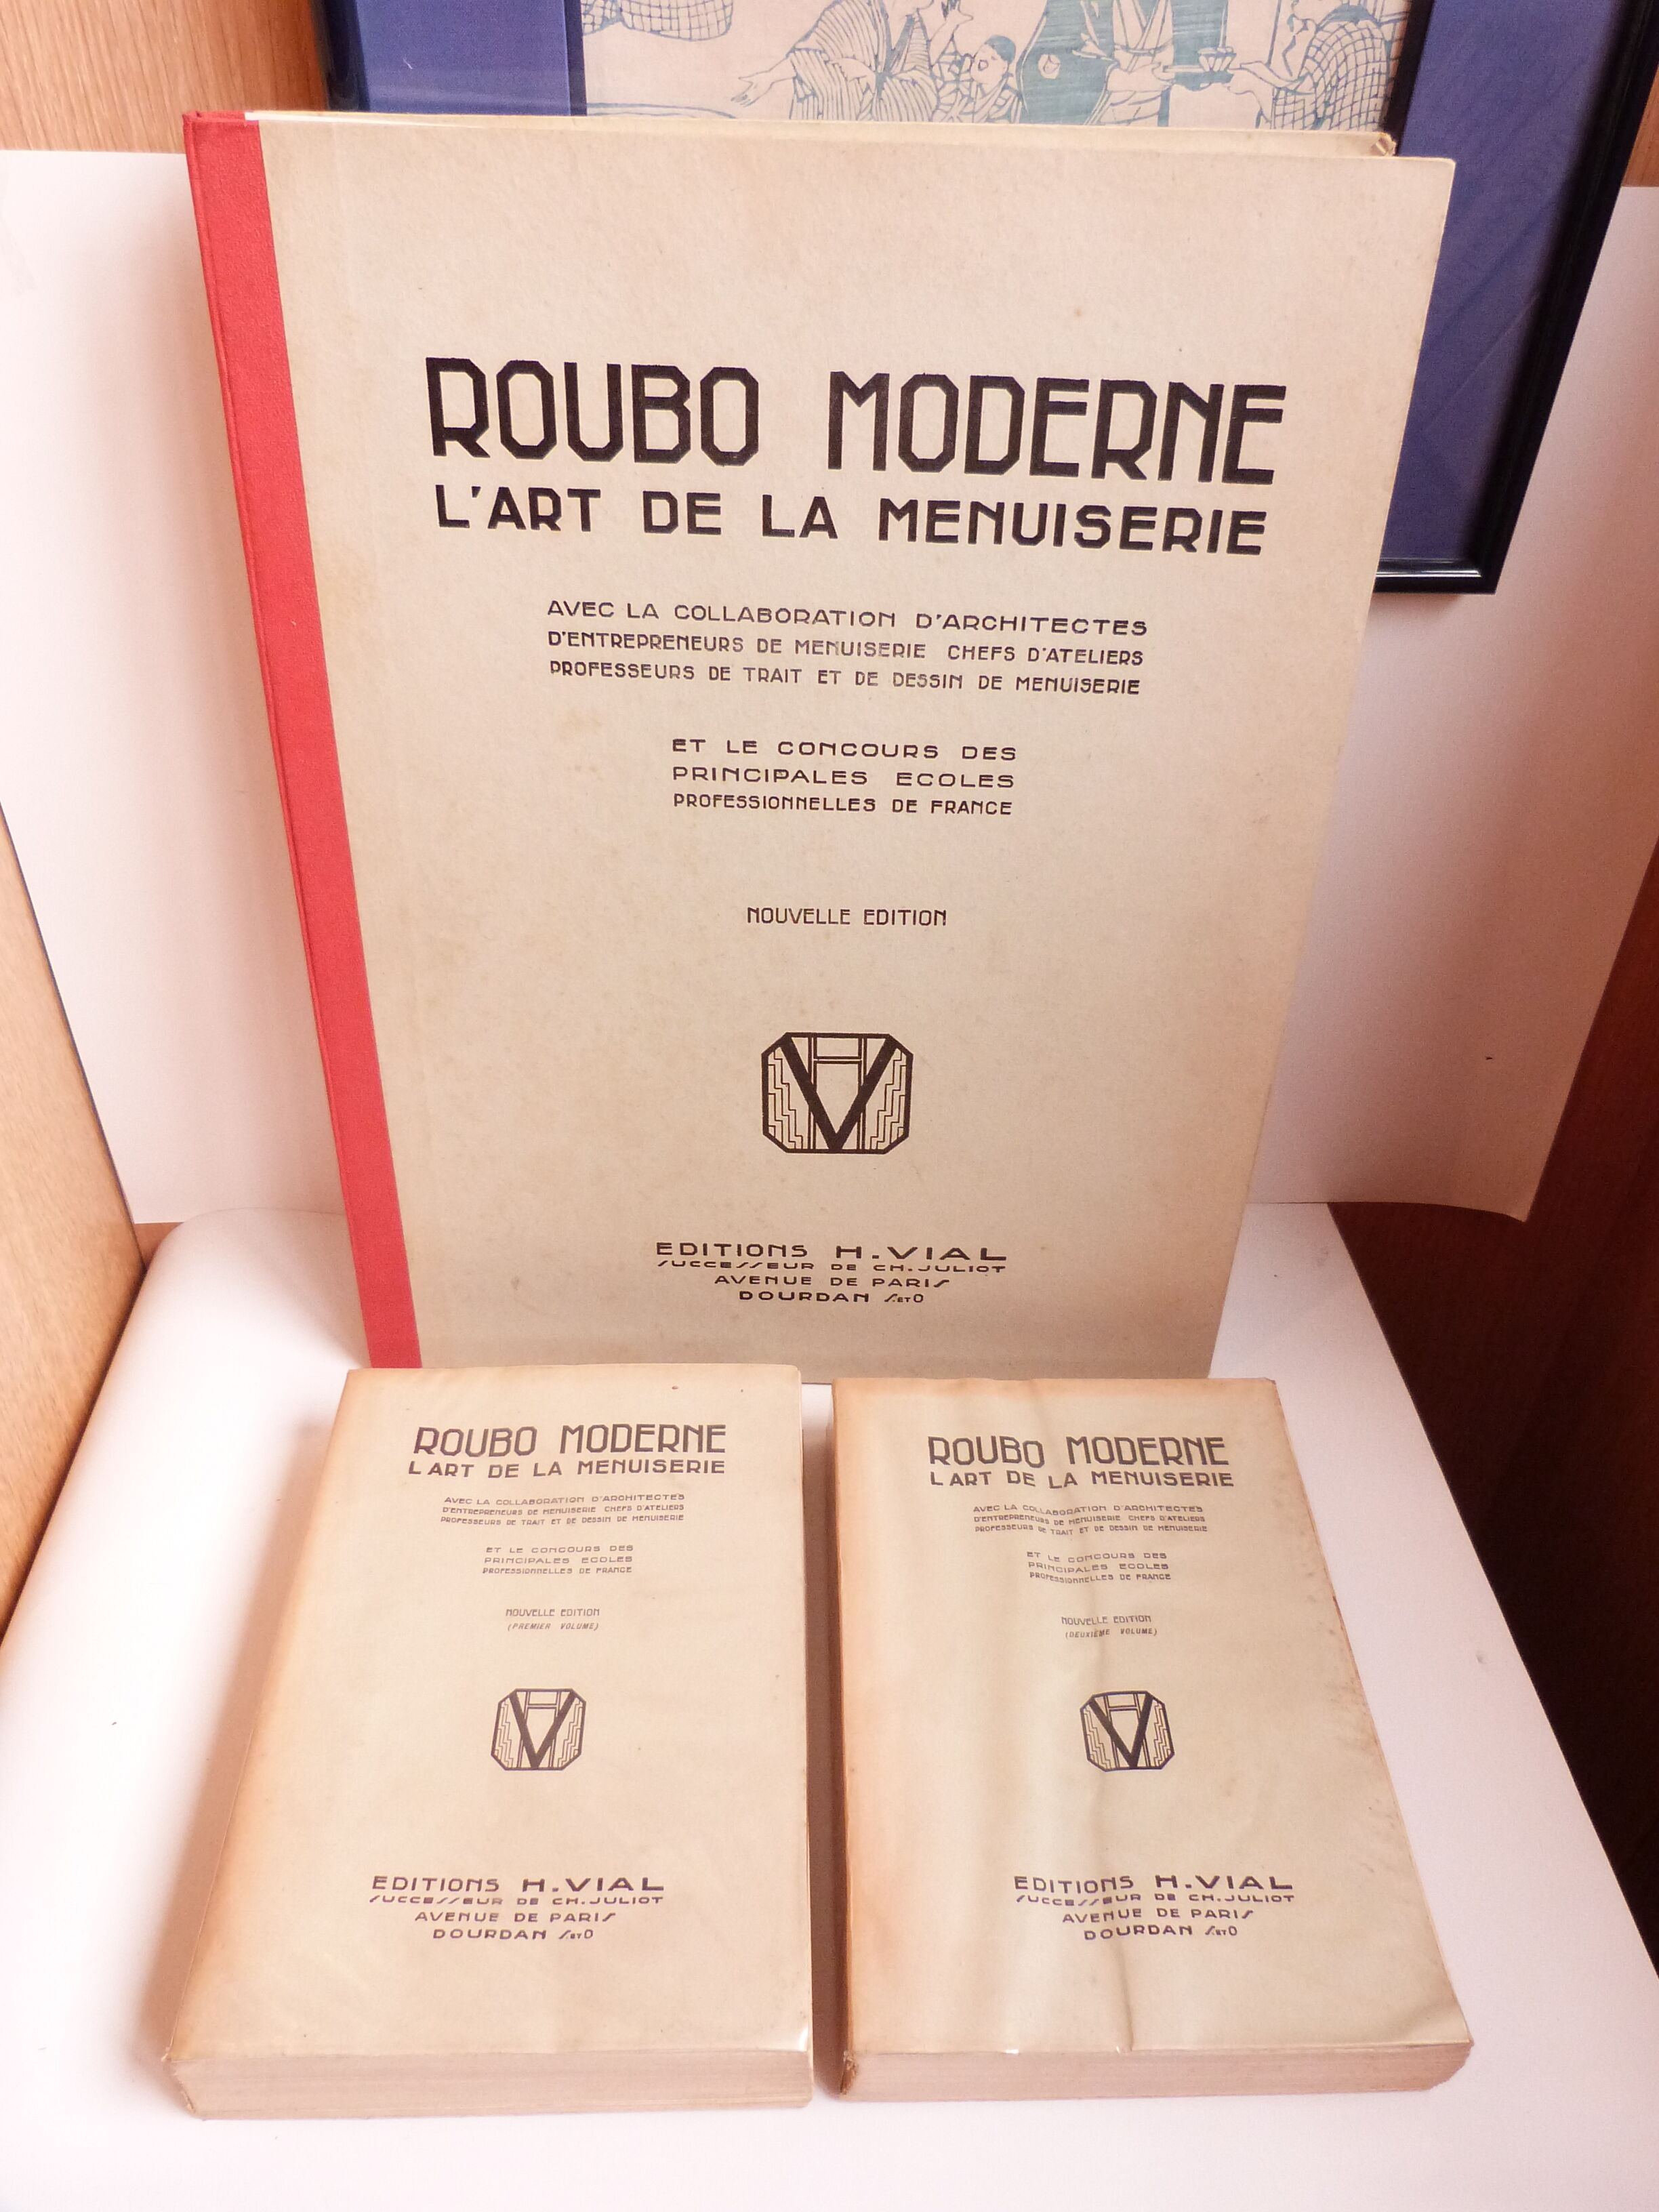 ROUBO MODERNE
L'ART DE LA MENUISERIE
AVEC LA COLLABORATION D'ARCHITECTES
D'ENTREPRENEURS DE MENUISERIE CHEFS D'ATELIERS
PROFESSEURS DE TRAIT ET DE DESSIN DE MENUISERIE
ET LE CONCOURS DES
PRINCIPALES ECOLES
PROFESSIONNELLES DE FRANCE
NOUVELLE EDITION
EDITIONS H.VIAL
SUCCESSEUR DE CH.JULIOT
AVENUE DE PARIS
DOURDAN S.ETO
ROUBO MODERNE
L ART DE LA MENUISERIE
AVEC LA COLLABORATION D'ARCHITECTES
D'ENTREPRENEURS DE MENUISERIE CHEFS D'ATELIERS
PROFESSEURS DE TRAIT ET DE DESSIN DE MENUISERIE
ET LE CONCOURS DES
PRINCIPALES ECOLES
PROFESSIONNELLES DE FRANCE
NOUVELLE EDITION
(PREMIER VOLUME)
EDITIONS H.VIAL
SUCCESSEUR DE CH.JULIOT
AVENUE DE PARIS
DOURDAN S.ETO
ROUBO MODERNE
L ART DE LA MENUISERIE
AVEC LA COLLABORATION D'ARCHITECTES
D'ENTREPRENEURS DE MENUISERIE CHEFS D'ATELIERS
PROFESSEURS DE TRAIT ET DE DESSIN DE MENUISERIE
ET LE CONCOURS DES
PRINCIPALES ECOLES
PROFESSIONNELLES DE FRANCE
NOUVELLE EDITION
(DEUXIÈME VOLUME)
EDITIONS H.VIAL
SUCCESSEUR DE CH.JULIOT
AVENUE DE PARIS
DOURDAN S.ETO